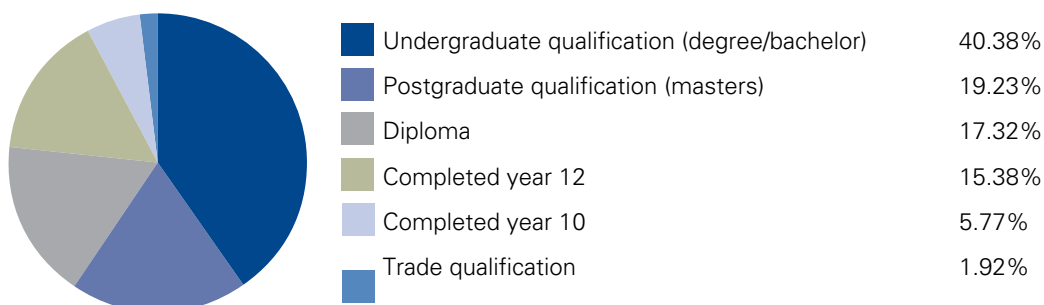 Undergraduate qualification (degree/bachelor) 40.38%
Postgraduate qualification (masters) 19.23%
Diploma 17.32%
Completed year 12 15.38%
Completed year 10 5.77%
Trade qualification 1.92%